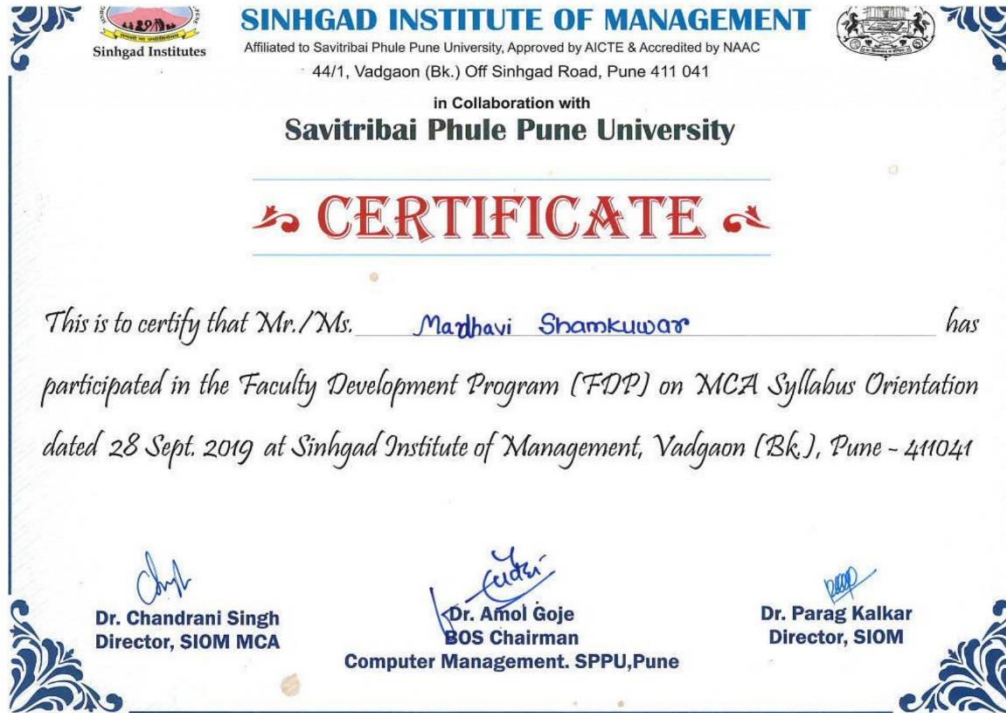 SINHGAD INSTITUTE OF MANAGEMENT
Sinhgad Institutes
Affiliated to Savitribai Phule Pune University, Approved by AICTE & Accredited by NAAC
44/1, Vadgaon (Bk.) Off Sinhgad Road, Pune 411 041
in Collaboration with
Savitribai Phule Pune University
CERTIFICATE
This is to certify that Mr./Ms. Madhavi Shamkuwar has
participated in the Faculty Development Program (FDP) on MCA Syllabus Orientation
dated 28 Sept. 2019 at Sinhgad Institute of Management, Vadgaon (Bk.), Pune - 411041
Dr. Chandrani Singh
Director, SIOM MCA
Dr. Amol Goje
BOS Chairman
Computer Management. SPPU,Pune
Dr. Parag Kalkar
Director, SIOM